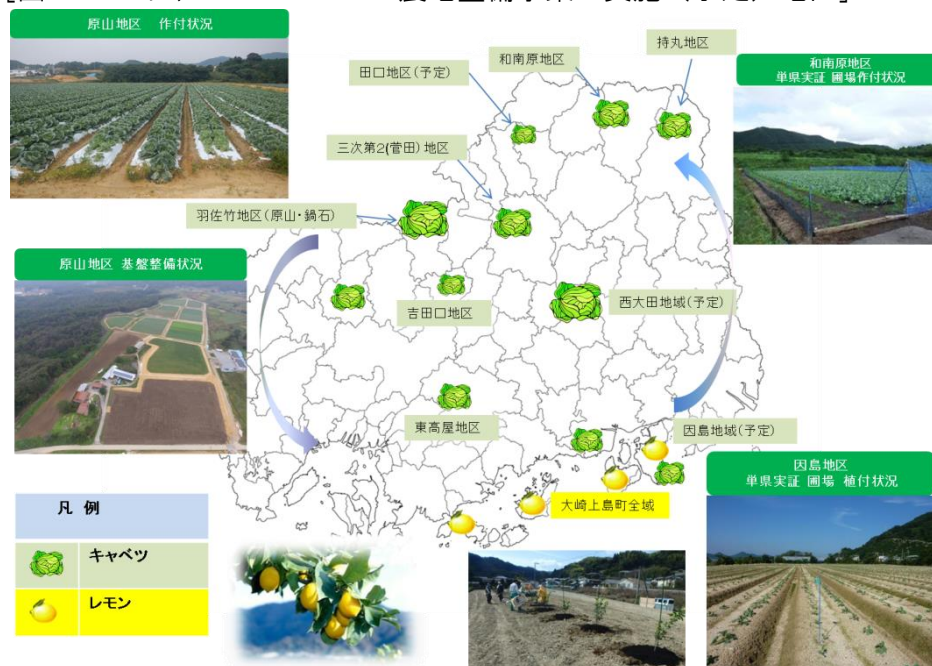 原山地区 作付状況
持丸地区
和南原地区
田口地区(予定)
和南原地区
単県実証 圃場作付状況
三次第2(菅田)地区
羽佐竹地区(原山・鍋石)
原山地区 基盤整備状況
吉田口地区
西大田地域(予定)
東高屋地区
因島地域(予定)
因島地区
単県実証 圃場 植付状況
大崎上島町全域
凡 例
キャベツ
レモン